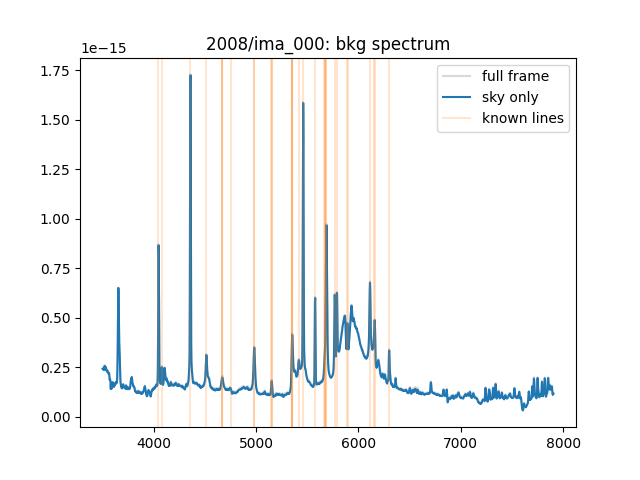 2008/ima_000: bkg spectrum
1e−15
1.75
1.50
1.25
1.00
0.75
0.50
0.25
0.00
4000 5000 6000 7000 8000
full frame
sky only
known lines